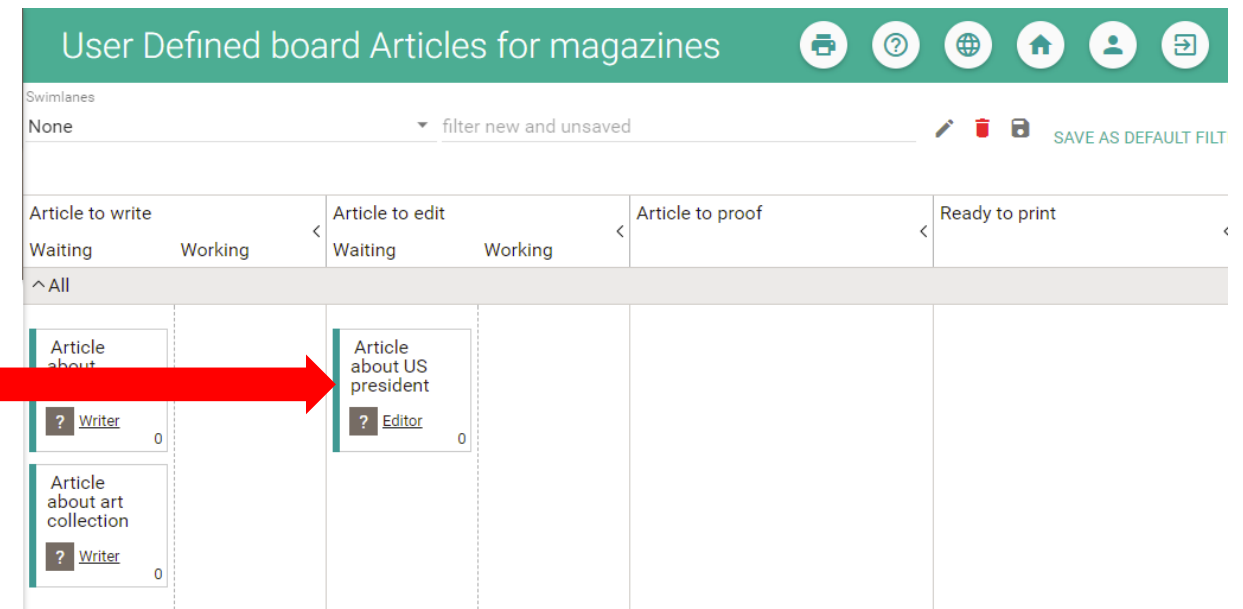 User Defined board Articles for magazines
Swimlanes
None
filter new and unsaved
SAVE AS DEFAULT FILT
Article to write
Article to edit
Article to proof
Ready to print
Waiting
Working
Waiting
Working
All
Article
about
? Writer
0
Article
about US
president
? Editor
0
Article
about art
collection
? Writer
0